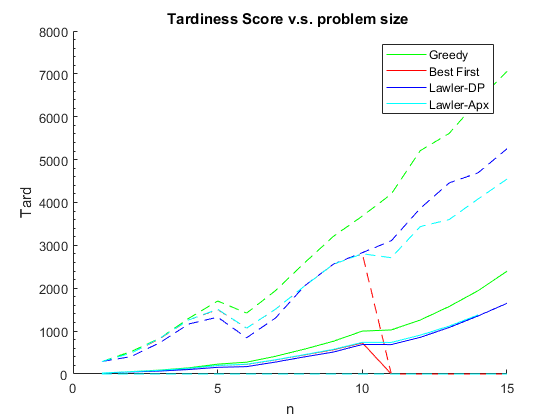 Tardiness Score v.s. problem size
8000
7000
6000
5000
4000
3000
2000
1000
0
Tard
Greedy
Best First
Lawler-DP
Lawler-Apx
0
5
10
15
n